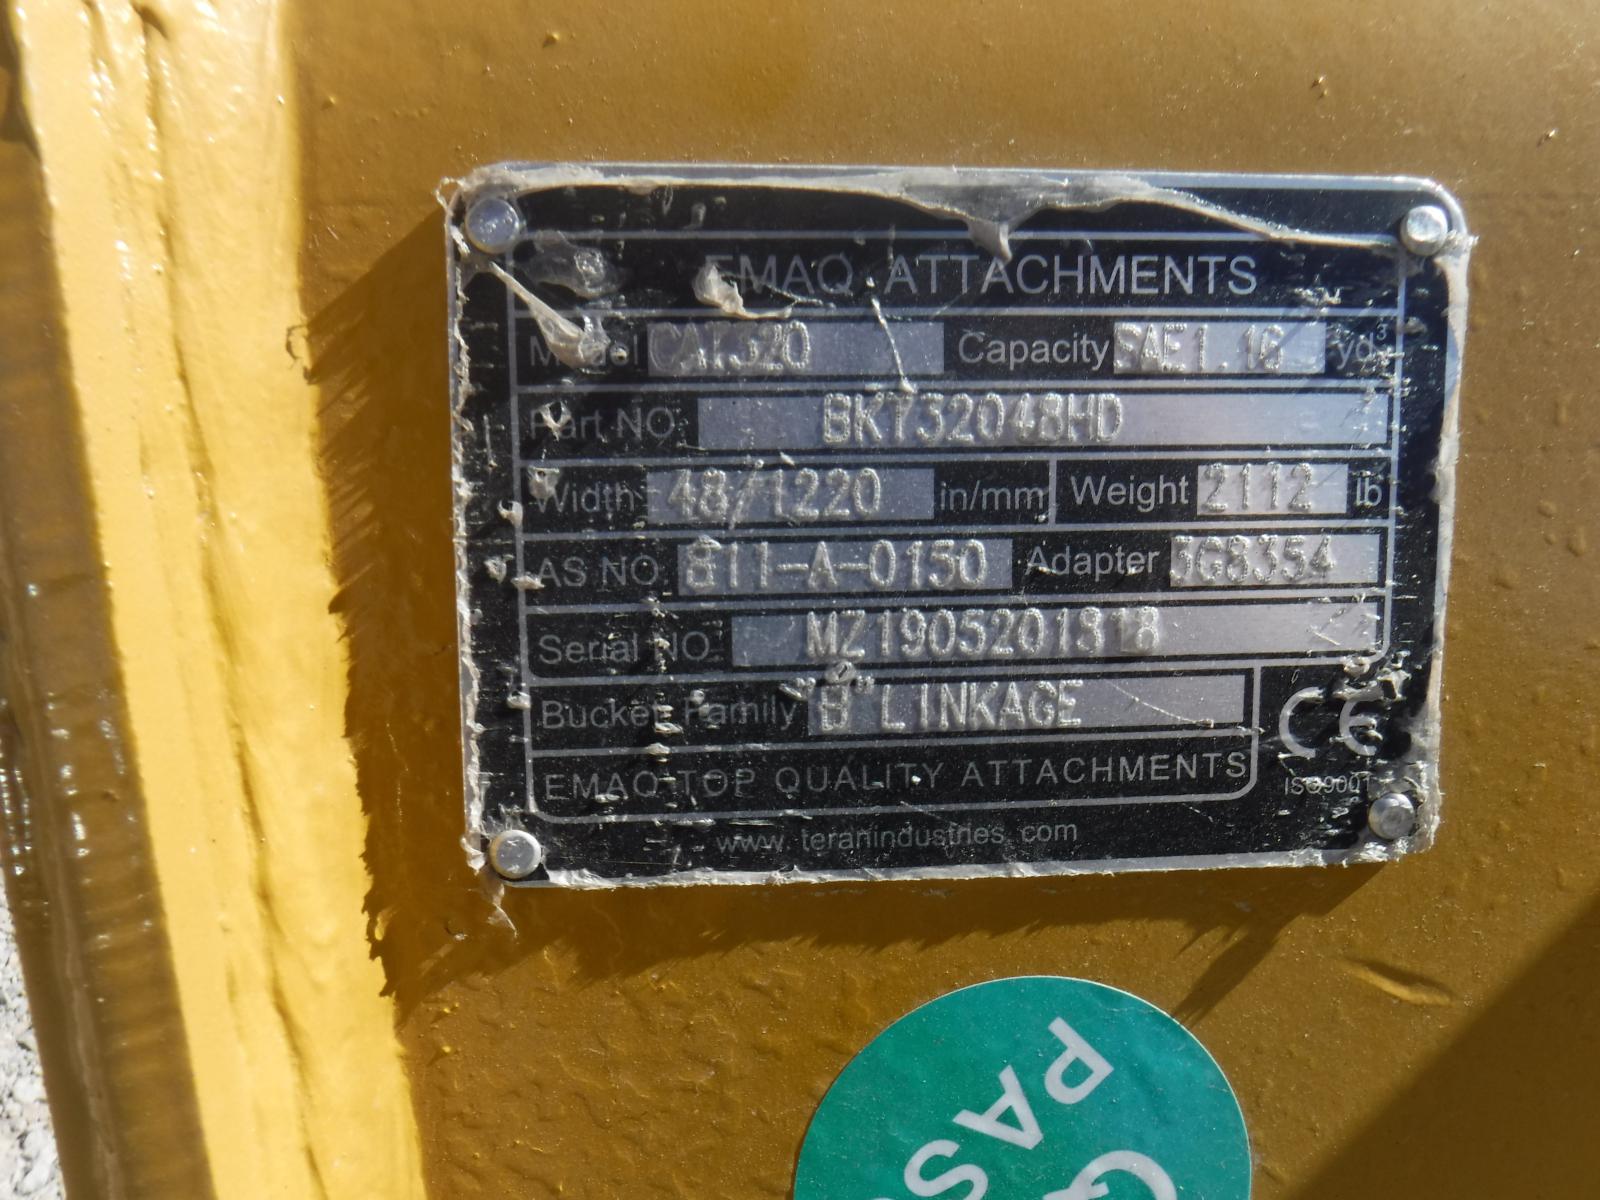 EMAQ ATTACHMENTS
Model CAT320 Capacity SAE1.16 yd³
Part NO. BKT32048HD
Width 48/1220 in/mm Weight 2112 lb
AS NO. 811-A-0150 Adapter 3G8354
Serial NO. MZ1905201818
Bucket Family "B" LINKAGE
CE
EMAQ TOP QUALITY ATTACHMENTS
ISO9001
www.teranindustries.com
PAS